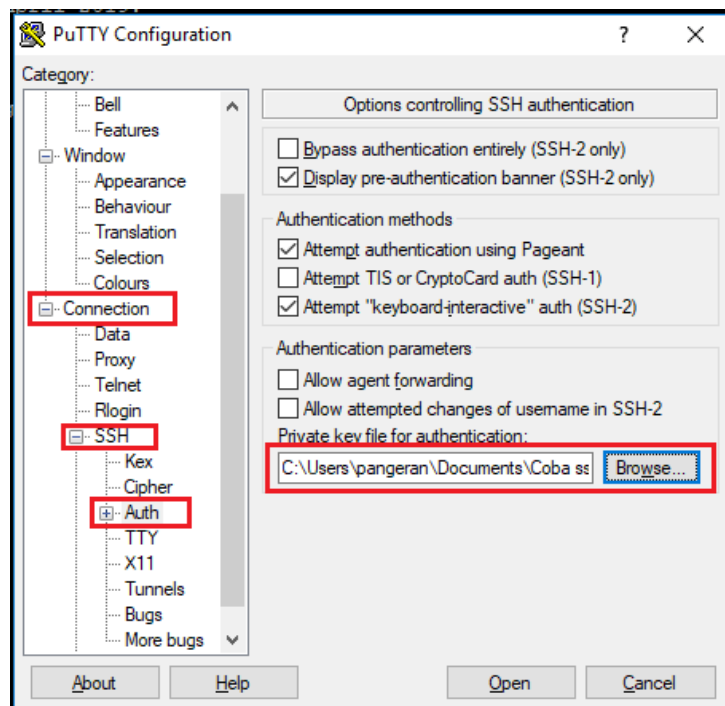 PuTTY Configuration
? X
Category:
Bell
Features
Window
Appearance
Behaviour
Translation
Selection
Colours
Connection
Data
Proxy
Telnet
Rlogin
SSH
Kex
Cipher
Auth
TTY
X11
Tunnels
Bugs
More bugs
Options controlling SSH authentication
Bypass authentication entirely (SSH-2 only)
Display pre-authentication banner (SSH-2 only)
Authentication methods
Attempt authentication using Pageant
Attempt TIS or CryptoCard auth (SSH-1)
Attempt "keyboard-interactive" auth (SSH-2)
Authentication parameters
Allow agent forwarding
Allow attempted changes of username in SSH-2
Private key file for authentication:
C:\Users\pangeran\Documents\Coba ss Browse...
About Help Open Cancel